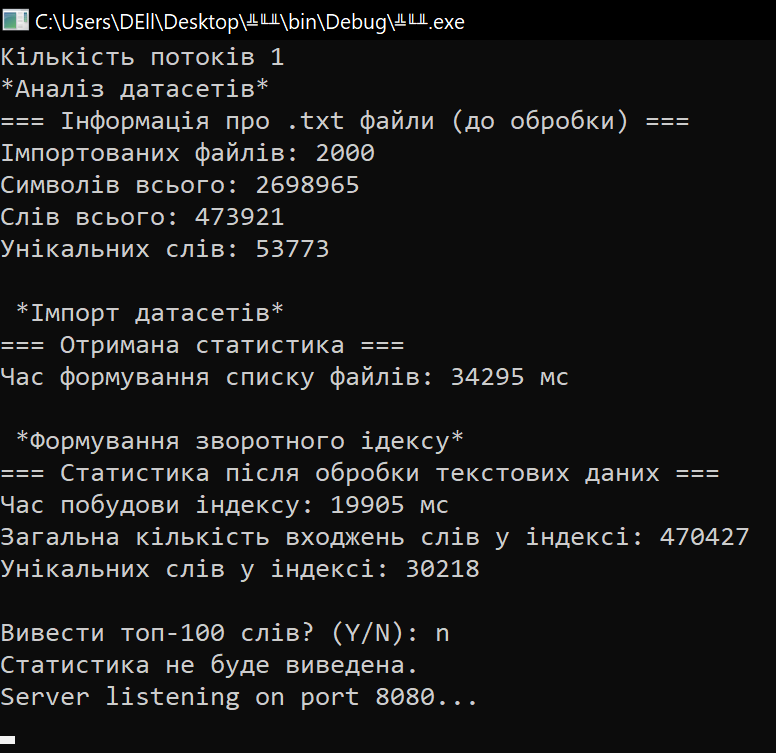 C:\Users\DEll\Desktop\╩╙╙\bin\Debug\╩╙╙.exe
Кількість потоків 1
*Аналіз датасетів*
=== Інформація про .txt файли (до обробки) ===
Імпортованих файлів: 2000
Символів всього: 2698965
Слів всього: 473921
Унікальних слів: 53773
*Імпорт датасетів*
=== Отримана статистика ===
Час формування списку файлів: 34295 мс
*Формування зворотного ідексу*
=== Статистика після обробки текстових даних ===
Час побудови індексу: 19905 мс
Загальна кількість входжень слів у індексі: 470427
Унікальних слів у індексі: 30218
Вивести топ-100 слів? (Y/N): n
Статистика не буде виведена.
Server listening on port 8080...